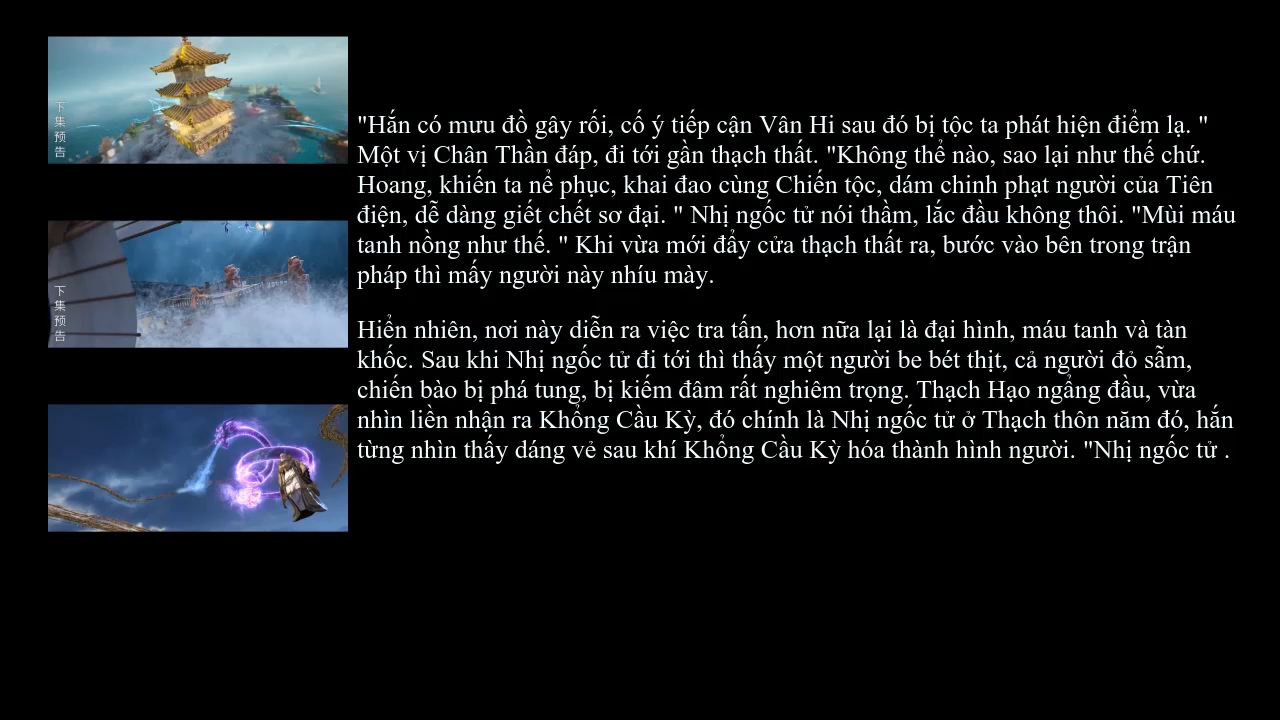 下集预告
下集预告
"Hắn có mưu đồ gây rối, cố ý tiếp cận Vân Hi sau đó bị tộc ta phát hiện điểm lạ. "
Một vị Chân Thần đáp, đi tới gần thạch thất. "Không thể nào, sao lại như thế chứ.
Hoang, khiến ta nể phục, khai đao cùng Chiến tộc, dám chinh phạt người của Tiên
điện, dễ dàng giết chết sơ đại. " Nhị ngốc tử nói thầm, lắc đầu không thôi. "Mùi máu
tanh nồng như thế. " Khi vừa mới đẩy cửa thạch thất ra, bước vào bên trong trận
pháp thì mấy người này nhíu mày.
Hiển nhiên, nơi này diễn ra việc tra tấn, hơn nữa lại là đại hình, máu tanh và tàn
khốc. Sau khi Nhị ngốc tử đi tới thì thấy một người be bét thịt, cả người đỏ sẫm,
chiến bào bị phá tung, bị kiếm đâm rất nghiêm trọng. Thạch Hạo ngẩng đầu, vừa
nhìn liền nhận ra Khổng Cầu Kỳ, đó chính là Nhị ngốc tử ở Thạch thôn năm đó, hắn
từng nhìn thấy dáng vẻ sau khí Khổng Cầu Kỳ hóa thành hình người. "Nhị ngốc tử .